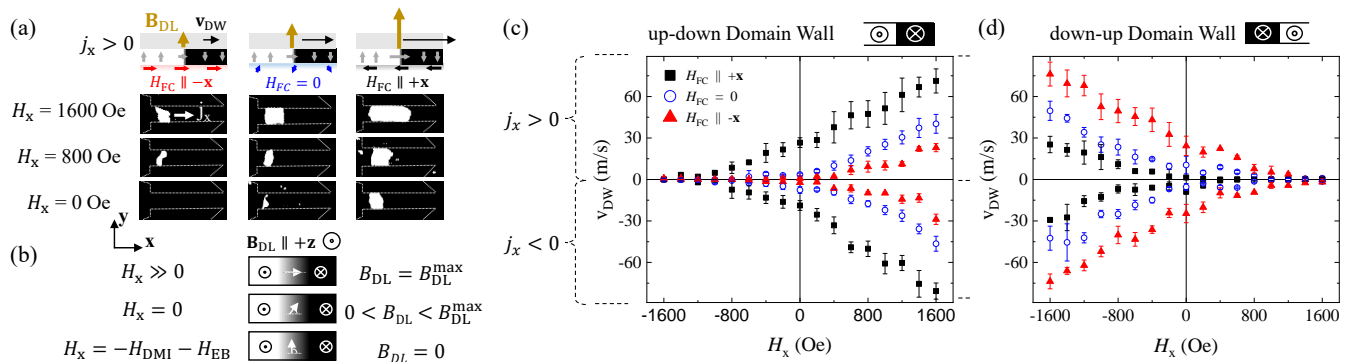 (a)
B_DL v_DW
j_x > 0
H_FC ∥ −x H_FC = 0 H_FC ∥ +x
H_x = 1600 Oe
j_x
H_x = 800 Oe
H_x = 0 Oe
y
x
(b)
B_DL ∥ +z ⊙
H_x ≫ 0 ⊙ ⊗ B_DL = B_DL^max
H_x = 0 ⊙ ⊗ 0 < B_DL < B_DL^max
H_x = −H_DMI − H_EB ⊙ ⊗ B_DL = 0
(c)
up-down Domain Wall ⊙ ⊗
j_x > 0
j_x < 0
v_DW (m/s)
60
30
0
-30
-60
H_FC ∥ +x
H_FC = 0
H_FC ∥ -x
-1600 -800 0 800 1600
H_x (Oe)
(d)
down-up Domain Wall ⊗ ⊙
v_DW (m/s)
60
30
0
-30
-60
-1600 -800 0 800 1600
H_x (Oe)